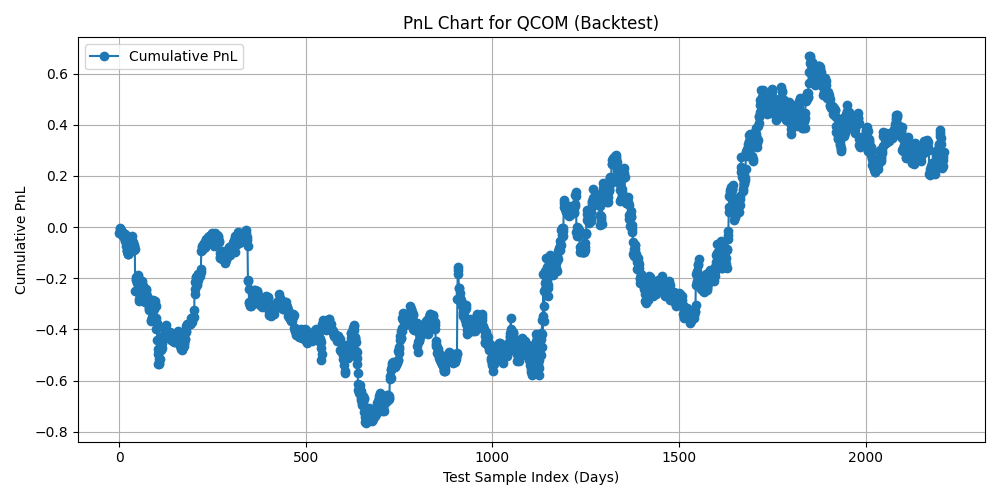 PnL Chart for QCOM (Backtest)
Cumulative PnL
0.6
0.4
0.2
0.0
−0.2
−0.4
−0.6
−0.8
Cumulative PnL
0 500 1000 1500 2000
Test Sample Index (Days)